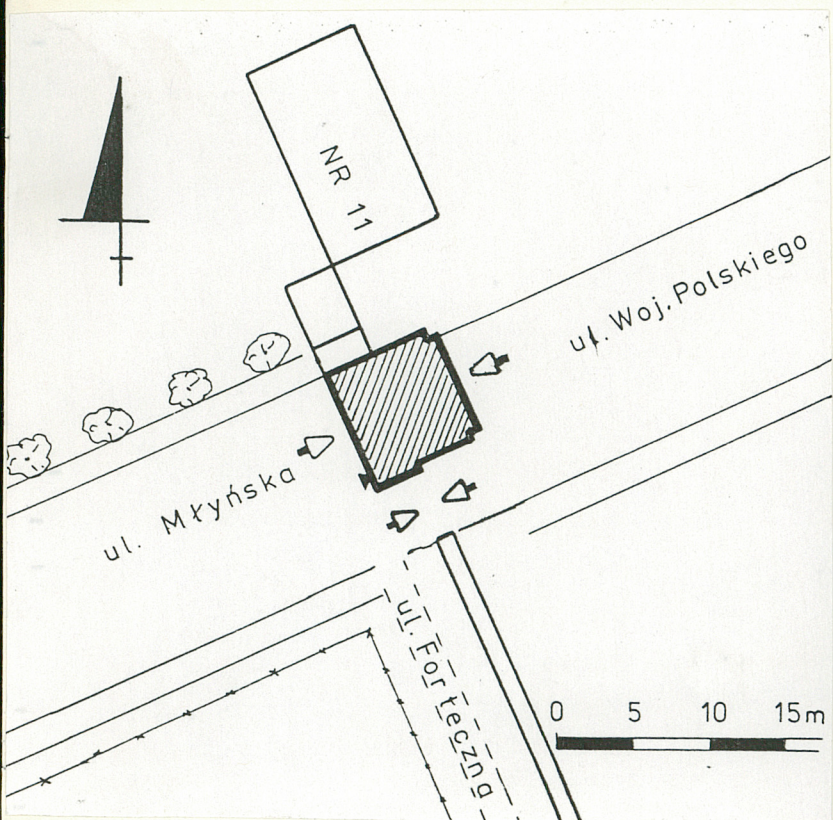 NR 11
ul. Woj. Polskiego
ul. Młyńska
ul. Forteczna
0 5 10 15m